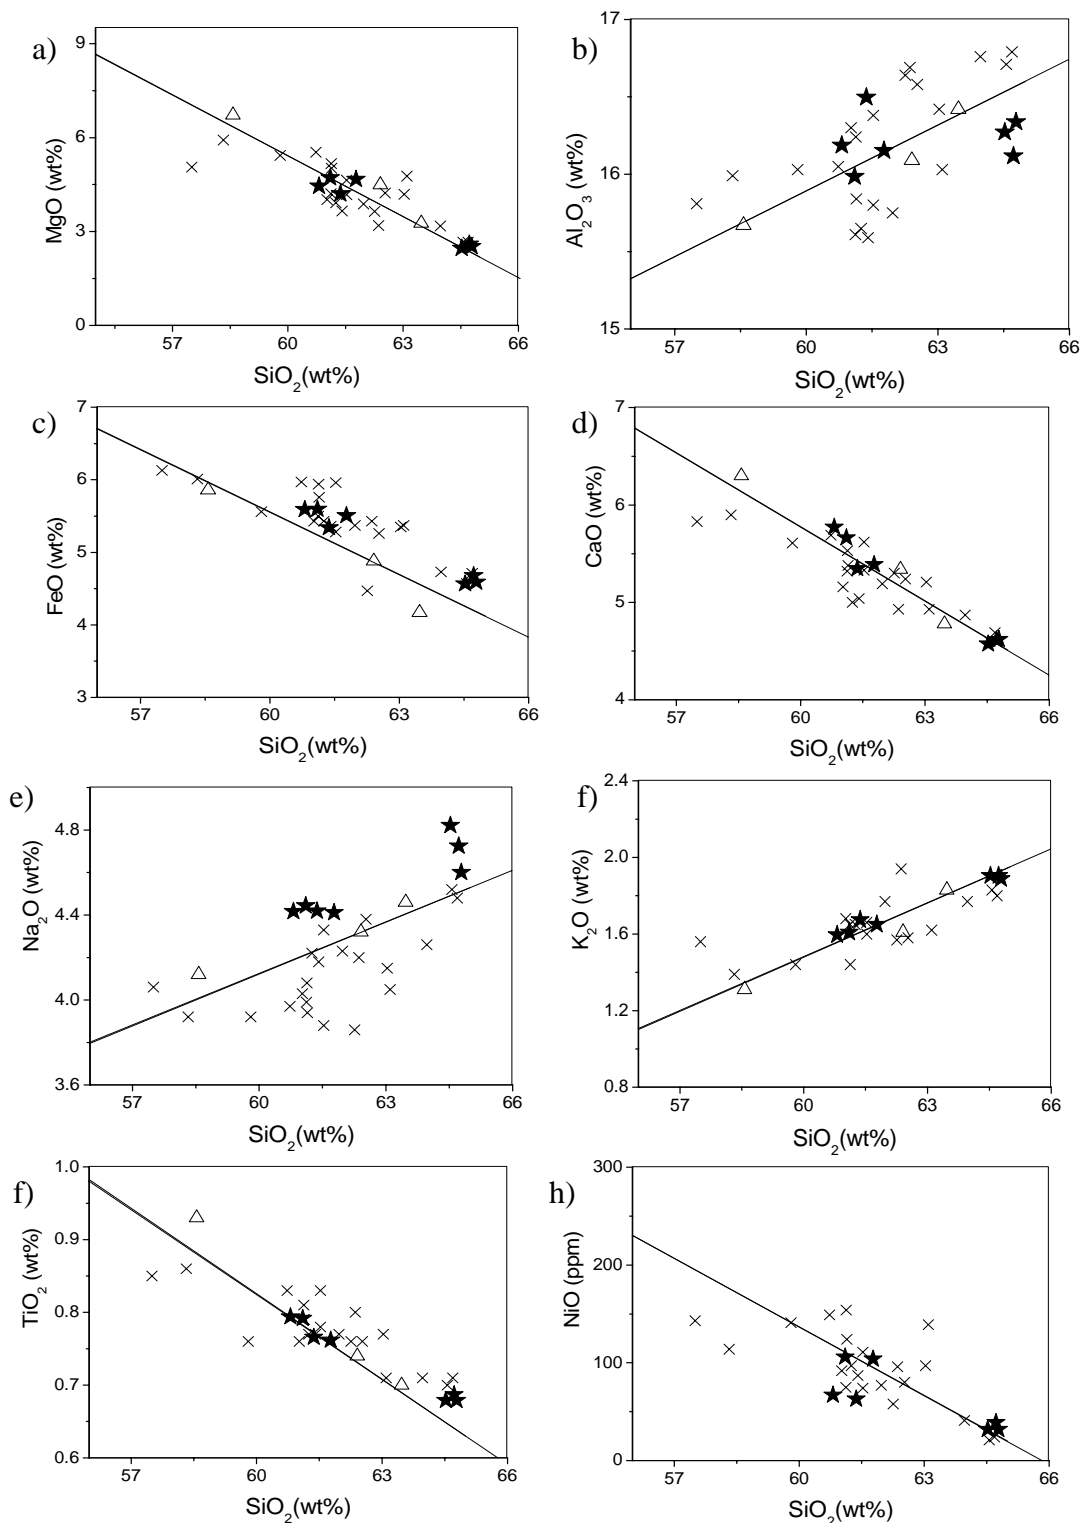 a)
9
6
3
0
MgO (wt%)
57 60 63 66
SiO2(wt%)
b)
17
16
15
Al2O3 (wt%)
57 60 63 66
SiO2(wt%)
c)
7
6
5
4
3
FeO (wt%)
57 60 63 66
SiO2(wt%)
d)
7
6
5
4
CaO (wt%)
57 60 63 66
SiO2(wt%)
e)
4.8
4.4
4.0
3.6
Na2O (wt%)
57 60 63 66
SiO2(wt%)
f)
2.4
2.0
1.6
1.2
0.8
K2O (wt%)
57 60 63 66
SiO2(wt%)
f)
1.0
0.9
0.8
0.7
0.6
TiO2 (wt%)
57 60 63 66
SiO2(wt%)
h)
300
200
100
0
NiO (ppm)
57 60 63 66
SiO2(wt%)